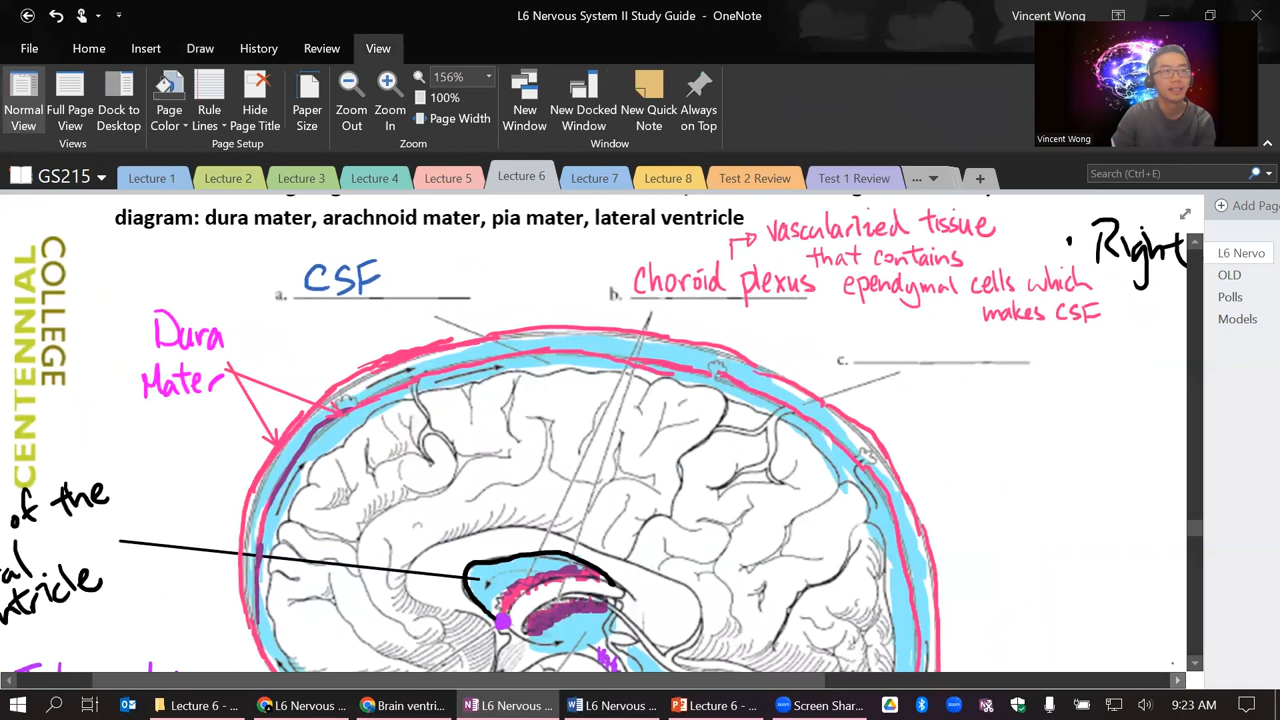 L6 Nervous System II Study Guide - OneNote
Vincent Wong
File Home Insert Draw History Review View
Normal View
Full Page View
Dock to Desktop
Views
Page Color
Rule Lines
Hide Page Title
Paper Size
Page Setup
Zoom Out
Zoom In
156%
100%
Page Width
Zoom
New Window
New Docked Window
New Quick Note
Always on Top
Window
Vincent Wong
GS215
Lecture 1
Lecture 2
Lecture 3
Lecture 4
Lecture 5
Lecture 6
Lecture 7
Lecture 8
Test 2 Review
Test 1 Review
...
Search (Ctrl+E)
Add Pag
L6 Nervo
OLD
Polls
Models
diagram: dura mater, arachnoid mater, pia mater, lateral ventricle
CENTENNIAL
COLLEGE
a. CSF
b. choroid plexus
vascularized tissue
that contains
ependymal cells which
makes CSF
• Right
c.
Dura
Mater
of the
Lecture 6 -...
L6 Nervous ...
Brain ventri...
L6 Nervous ...
L6 Nervous ...
Lecture 6 - ...
Screen Shar...
9:23 AM